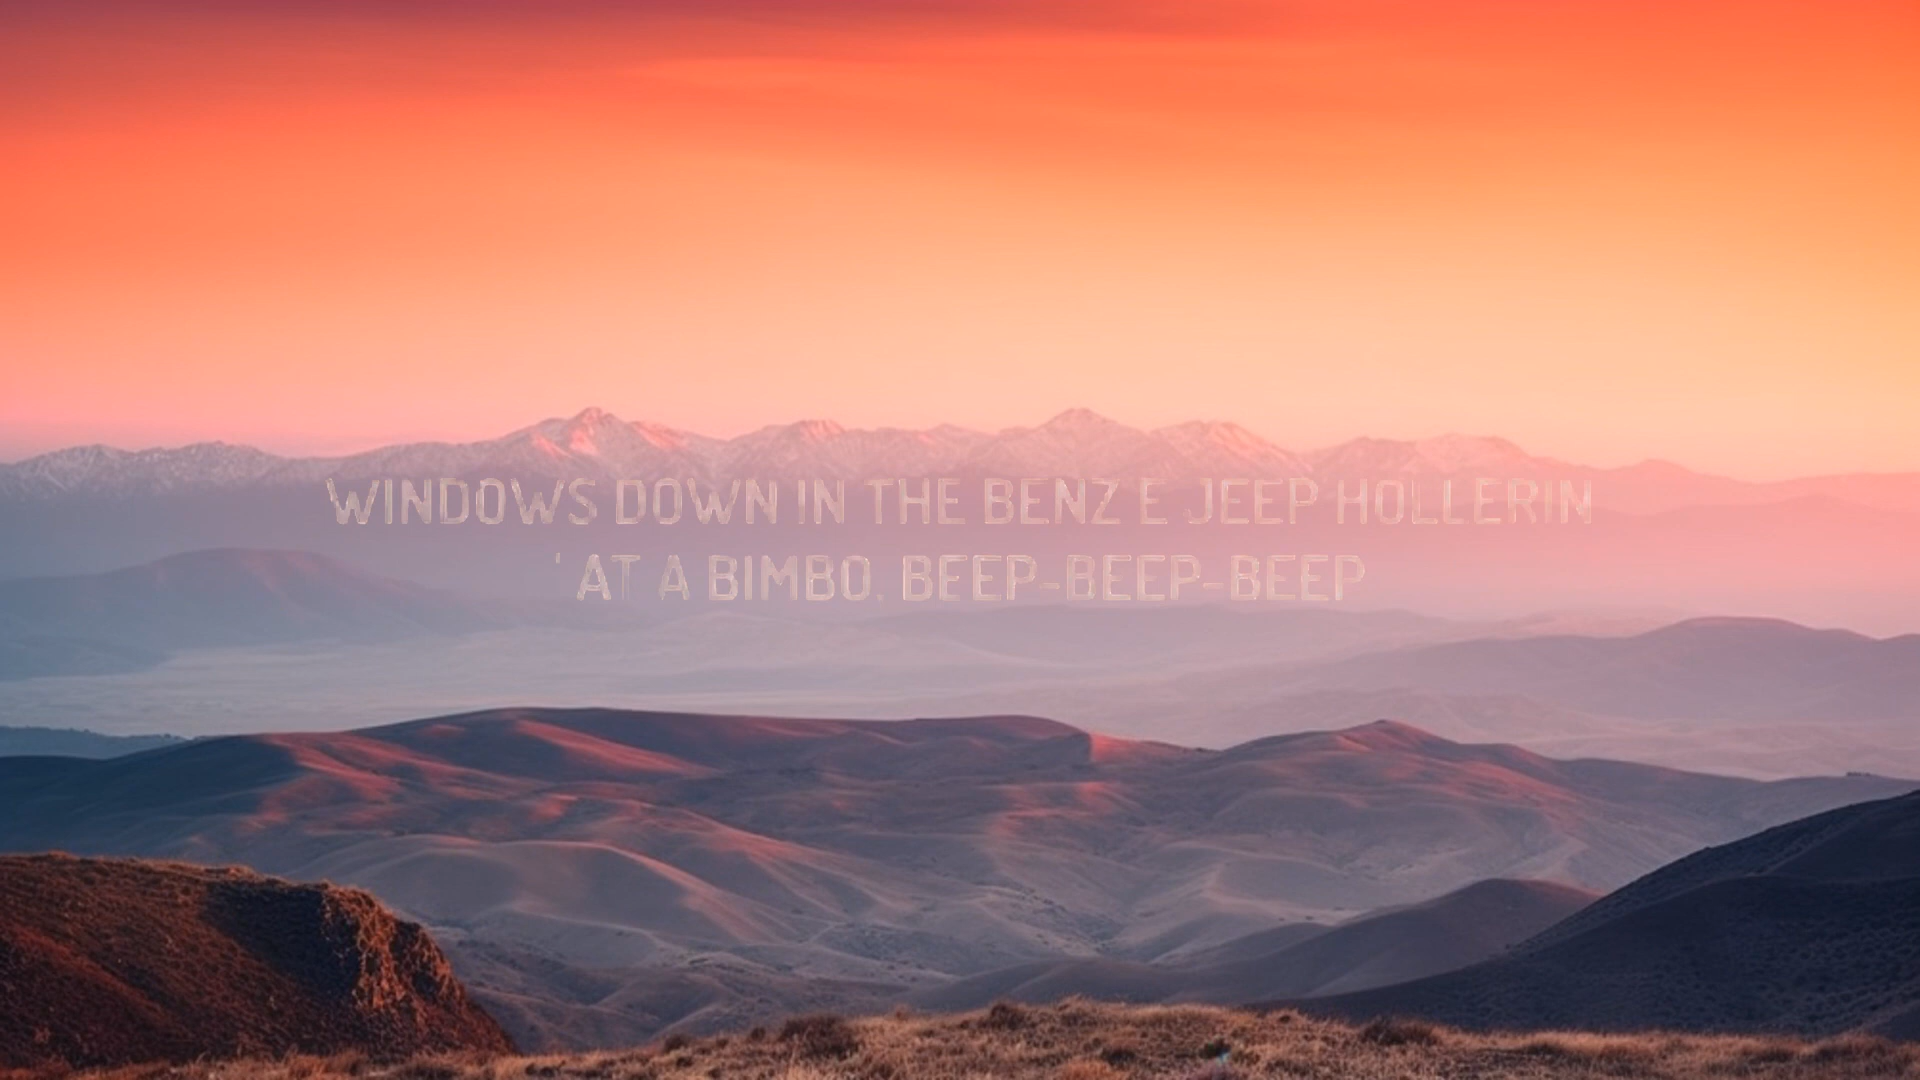 WINDOWS DOWN IN THE BENZ E JEEP HOLLERIN
' AT A BIMBO, BEEP-BEEP-BEEP